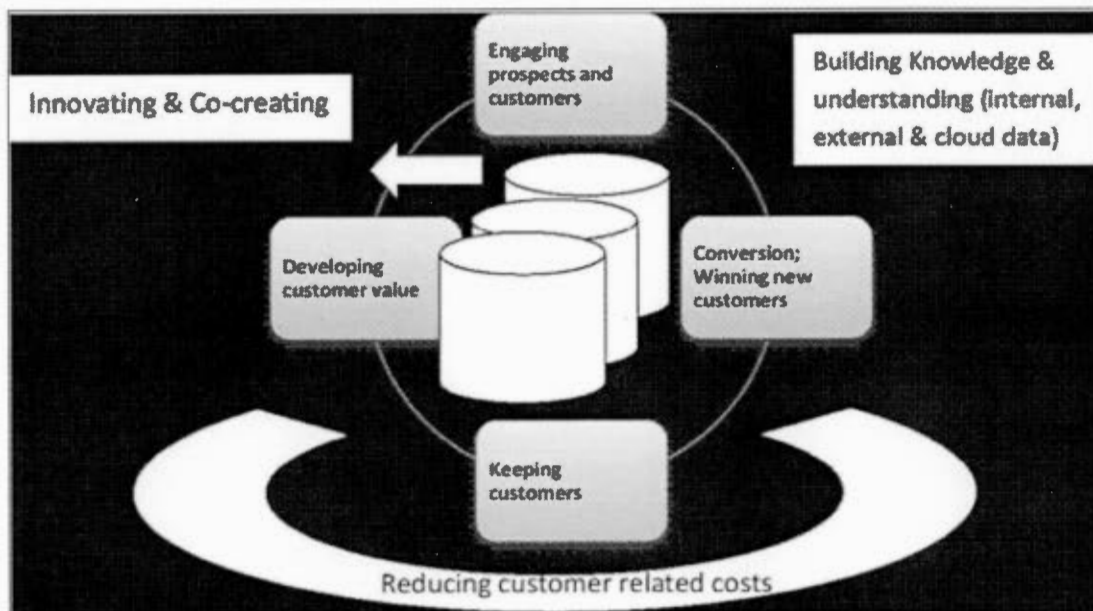 Engaging
prospects and
customers
Innovating & Co-creating
Building Knowledge &
understanding (internal,
external & cloud data)
Developing
customer value
Conversion;
Winning new
customers
Keeping
customers
Reducing customer related costs